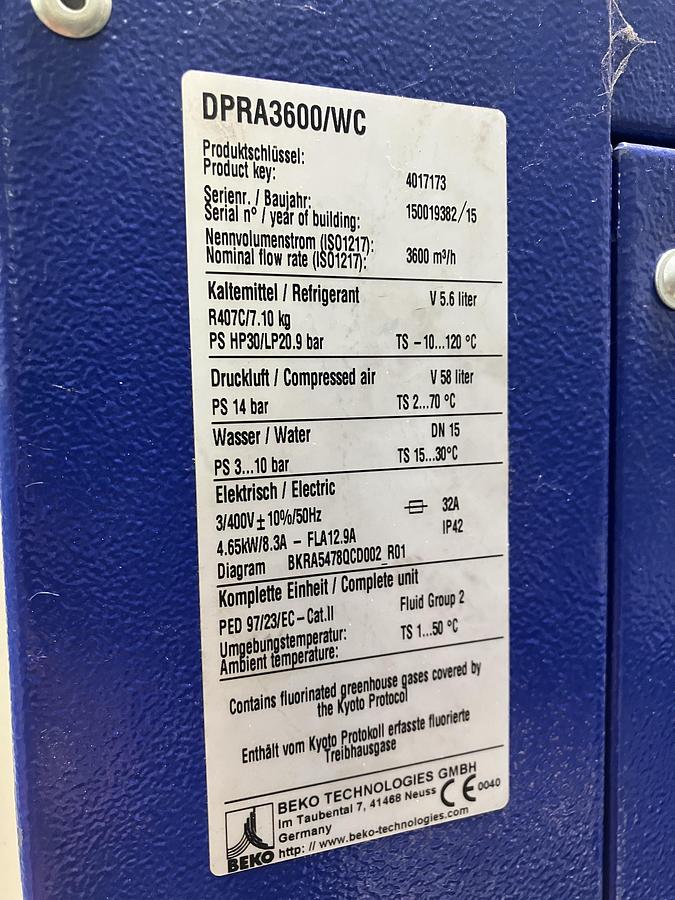 DPRA3600/WC
Produktschlüssel:
Product key: 4017173
Serienr. / Baujahr:
Serial nº / year of building: 150019382/15
Nennvolumenstrom (ISO1217):
Nominal flow rate (ISO1217): 3600 m³/h
Kaltemittel / Refrigerant V 5.6 liter
R407C/7.10 kg
PS HP30/LP20.9 bar TS -10...120 °C
Druckluft / Compressed air V 58 liter
PS 14 bar TS 2...70 °C
Wasser / Water DN 15
PS 3...10 bar TS 15...30°C
Elektrisch / Electric
3/400V±10%/50Hz 32A
4.65kW/8.3A - FLA12.9A IP42
Diagram BKRA5478QCD002_R01
Komplette Einheit / Complete unit
PED 97/23/EC-Cat.II Fluid Group 2
Umgebungstemperatur:
Ambient temperature: TS 1...50 °C
Contains fluorinated greenhouse gases covered by
the Kyoto Protocol
Enthält vom Kyoto Protokoll erfasste fluorierte
Treibhausgase
BEKO TECHNOLOGIES GMBH
Im Taubental 7, 41468 Neuss CE 0040
Germany
http: // www.beko-technologies.com
BEKO